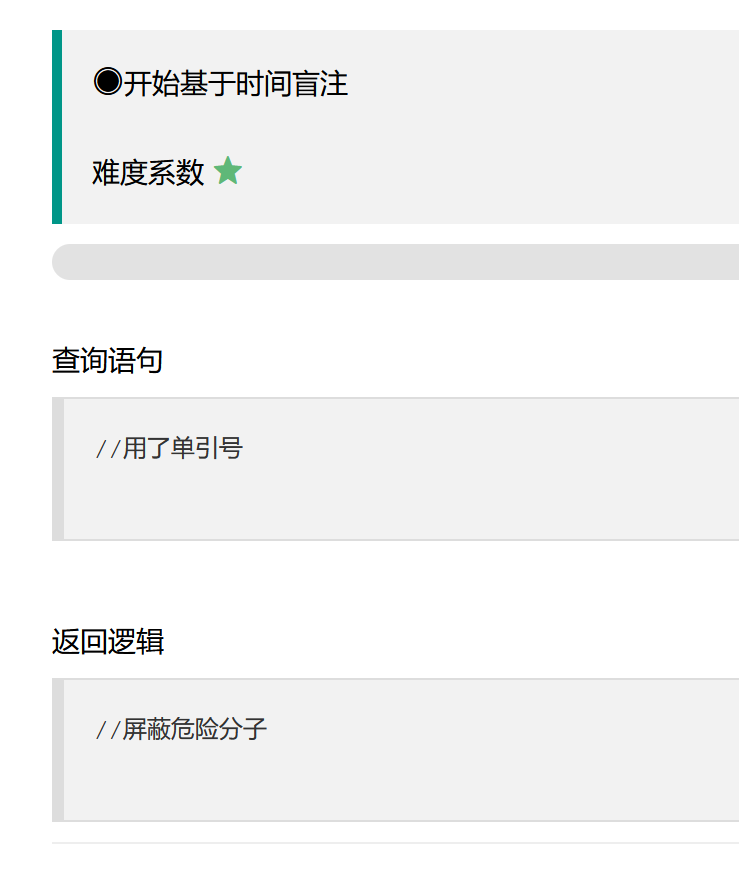 ◉开始基于时间盲注
难度系数 ★
查询语句
//用了单引号
返回逻辑
//屏蔽危险分子